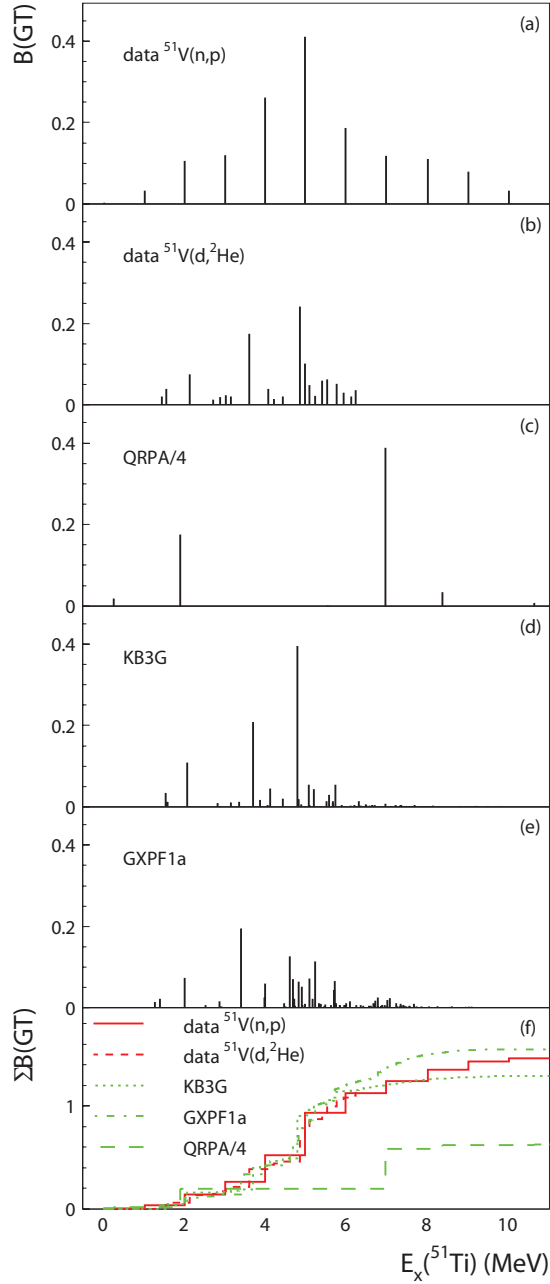 B(GT)
(a)
data ⁵¹V(n,p)
0.4
0.2
0
(b)
data ⁵¹V(d,²He)
0.4
0.2
0
(c)
QRPA/4
0.4
0.2
0
(d)
KB3G
0.4
0.2
0
(e)
GXPF1a
0.4
0.2
0
ΣB(GT)
(f)
data ⁵¹V(n,p)
data ⁵¹V(d,²He)
KB3G
GXPF1a
QRPA/4
1
0
0 2 4 6 8 10
Eₓ(⁵¹Ti) (MeV)